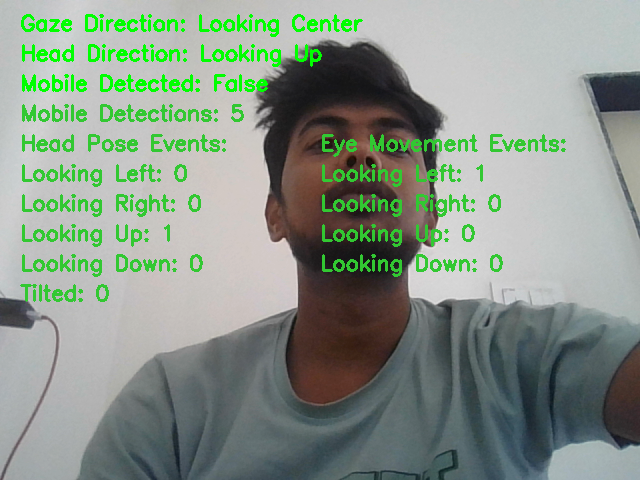 Gaze Direction: Looking Center
Head Direction: Looking Up
Mobile Detected: False
Mobile Detections: 5
Head Pose Events:
Looking Left: 0
Looking Right: 0
Looking Up: 1
Looking Down: 0
Tilted: 0
Eye Movement Events:
Looking Left: 1
Looking Right: 0
Looking Up: 0
Looking Down: 0